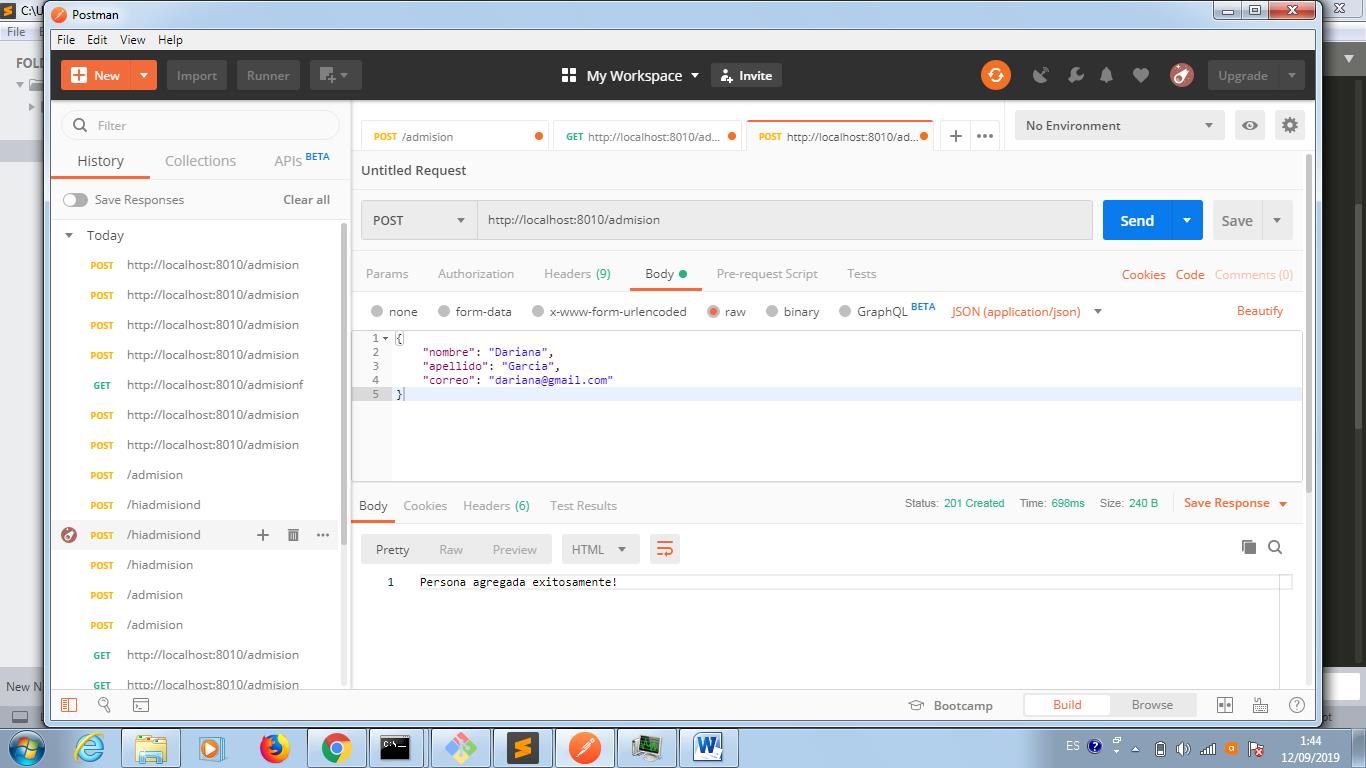 C:\U
Postman
File
File Edit View Help
FOLD
New Import Runner My Workspace Invite Upgrade
Filter
History Collections APIs BETA
Save Responses Clear all
Today
POST http://localhost:8010/admision
POST http://localhost:8010/admision
POST http://localhost:8010/admision
POST http://localhost:8010/admision
GET http://localhost:8010/admisionf
POST http://localhost:8010/admision
POST http://localhost:8010/admision
POST /admision
POST /hiadmisiond
POST /hiadmisiond
POST /hiadmision
POST /admision
POST /admision
GET http://localhost:8010/admision
GET http://localhost:8010/admision
POST /admision GET http://localhost:8010/ad... POST http://localhost:8010/ad... No Environment
Untitled Request
POST http://localhost:8010/admision Send Save
Params Authorization Headers (9) Body Pre-request Script Tests Cookies Code Comments (0)
none form-data x-www-form-urlencoded raw binary GraphQL BETA JSON (application/json) Beautify
1 {
2 "nombre": "Dariana",
3 "apellido": "Garcia",
4 "correo": "dariana@gmail.com"
5 }
Body Cookies Headers (6) Test Results Status: 201 Created Time: 698ms Size: 240 B Save Response
Pretty Raw Preview HTML
1 Persona agregada exitosamente!
New N
Bootcamp Build Browse
ES 1:44
12/09/2019